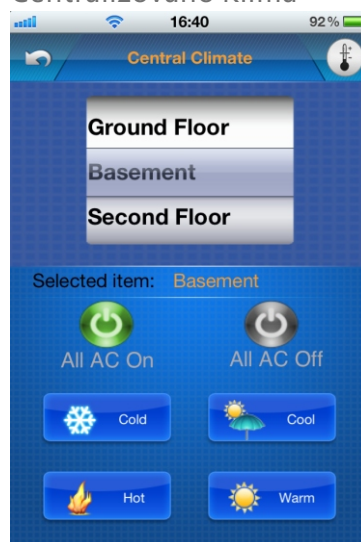 Centralizovano Klima
16:40 92%
Central Climate
Ground Floor
Basement
Second Floor
Selected item: Basement
All AC On All AC Off
Cold Cool
Hot Warm